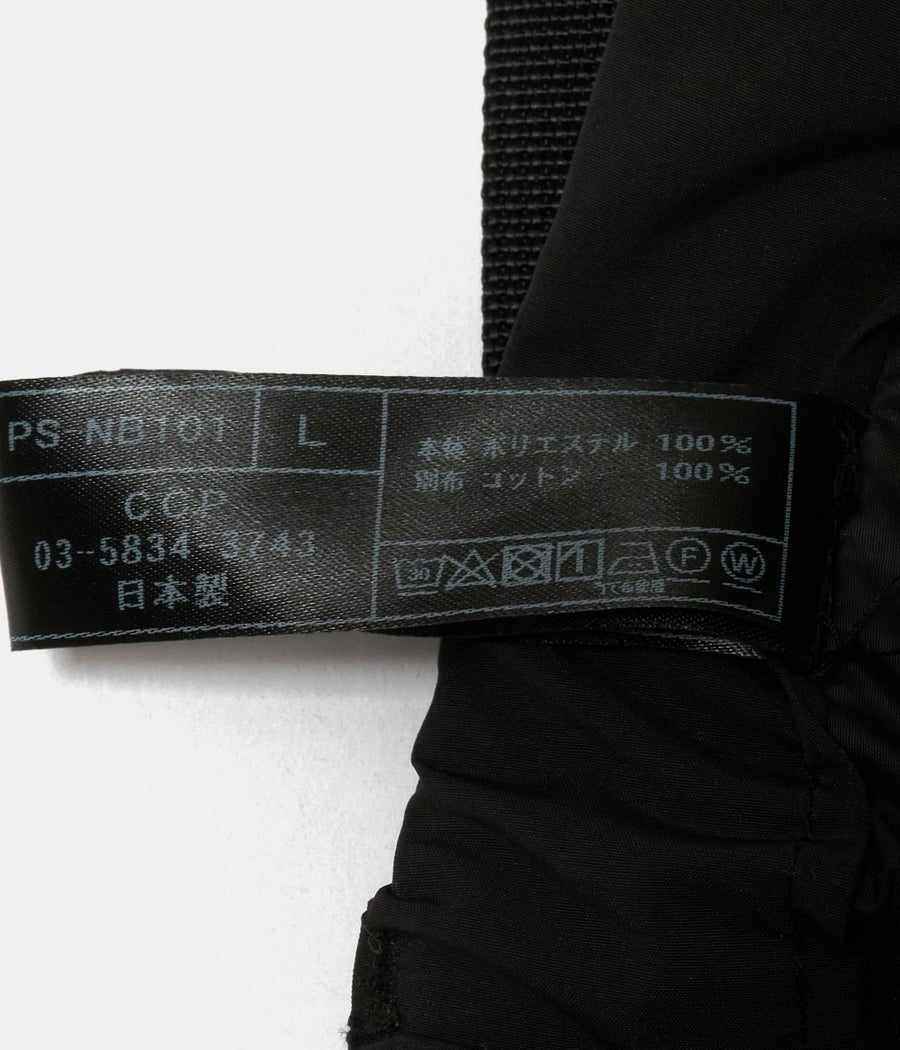 PS-NB101
L
CCP
03-5834-3743
日本製
本体 ポリエステル 100%
別布 コットン 100%
30
F
W